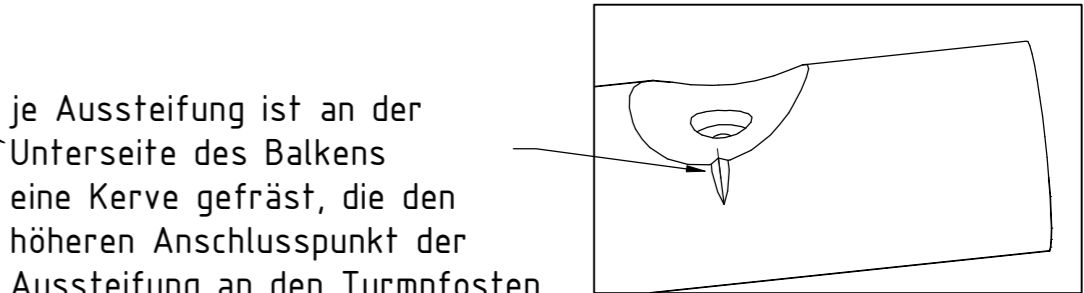 je Aussteifung ist an der
Unterseite des Balkens
eine Kerve gefräst, die den
höheren Anschlusspunkt der
Aussteifung an den Turmpfosten